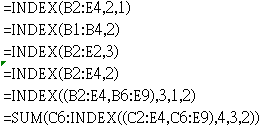 =INDEX(B2:E4,2,1)
=INDEX(B1:B4,2)
=INDEX(B2:E2,3)
=INDEX(B2:E4,2)
=INDEX((B2:E4,B6:E9),3,1,2)
=SUM(C6:INDEX((C2:E4,C6:E9),4,3,2))